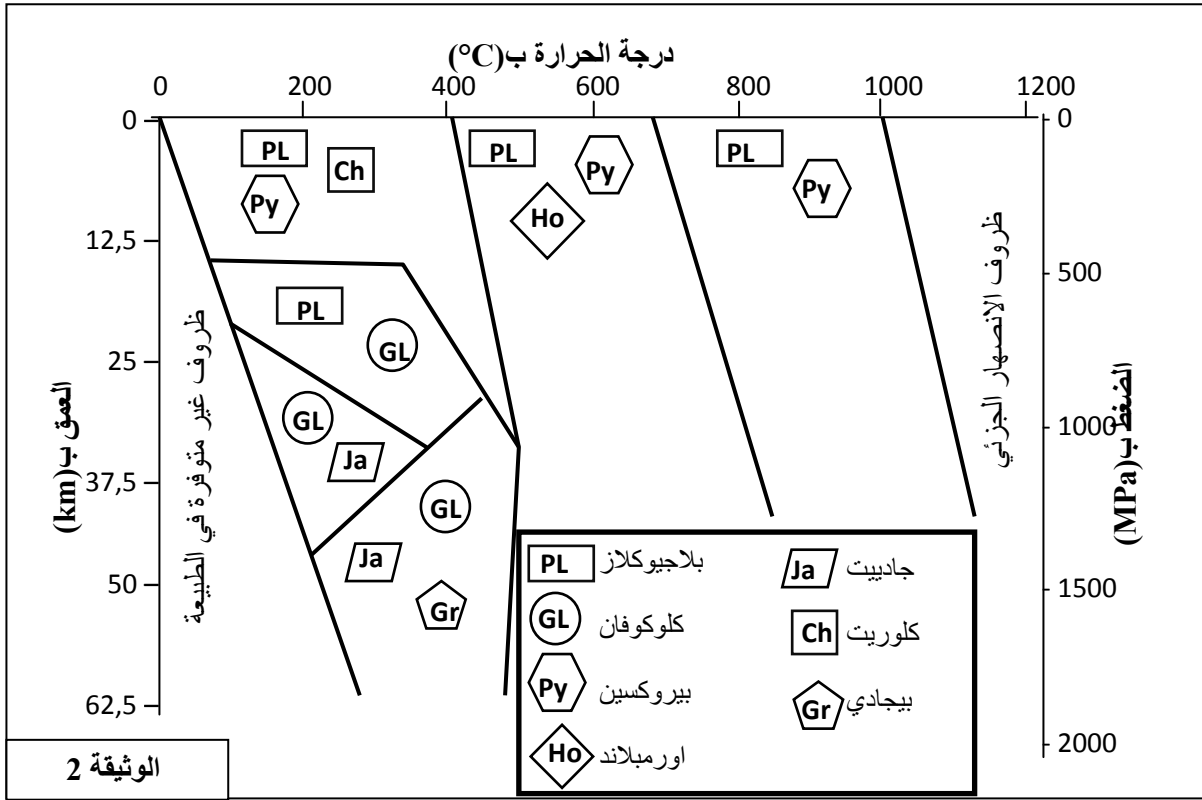 درجة الحرارة ب(°C)
0 200 400 600 800 1000 1200
العمق ب(km)
0
12,5
25
37,5
50
62,5
الضغط ب(MPa)
0
500
1000
1500
2000
PL
Ch
Py
PL
Py
Ho
PL
Py
PL
GL
GL
Ja
GL
Ja
Gr
ظروف غير متوفرة في الطبيعة
ظروف الانصهار الجزئي
PL بلاجيوكلاز
Ja جادييت
GL كلوكوفان
Ch كلوريت
Py بيروكسين
Gr بيجادي
Ho اورمبلاند
الوثيقة 2